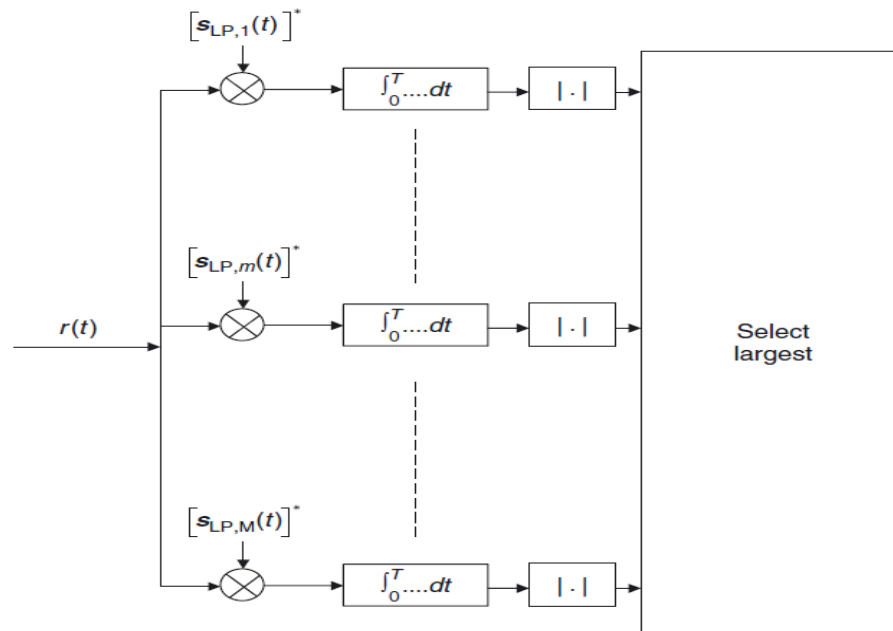 [s_LP,1(t)]*
∫_0^T....dt
| . |
[s_LP,m(t)]*
r(t)
∫_0^T....dt
| . |
Select
largest
[s_LP,M(t)]*
∫_0^T....dt
| . |